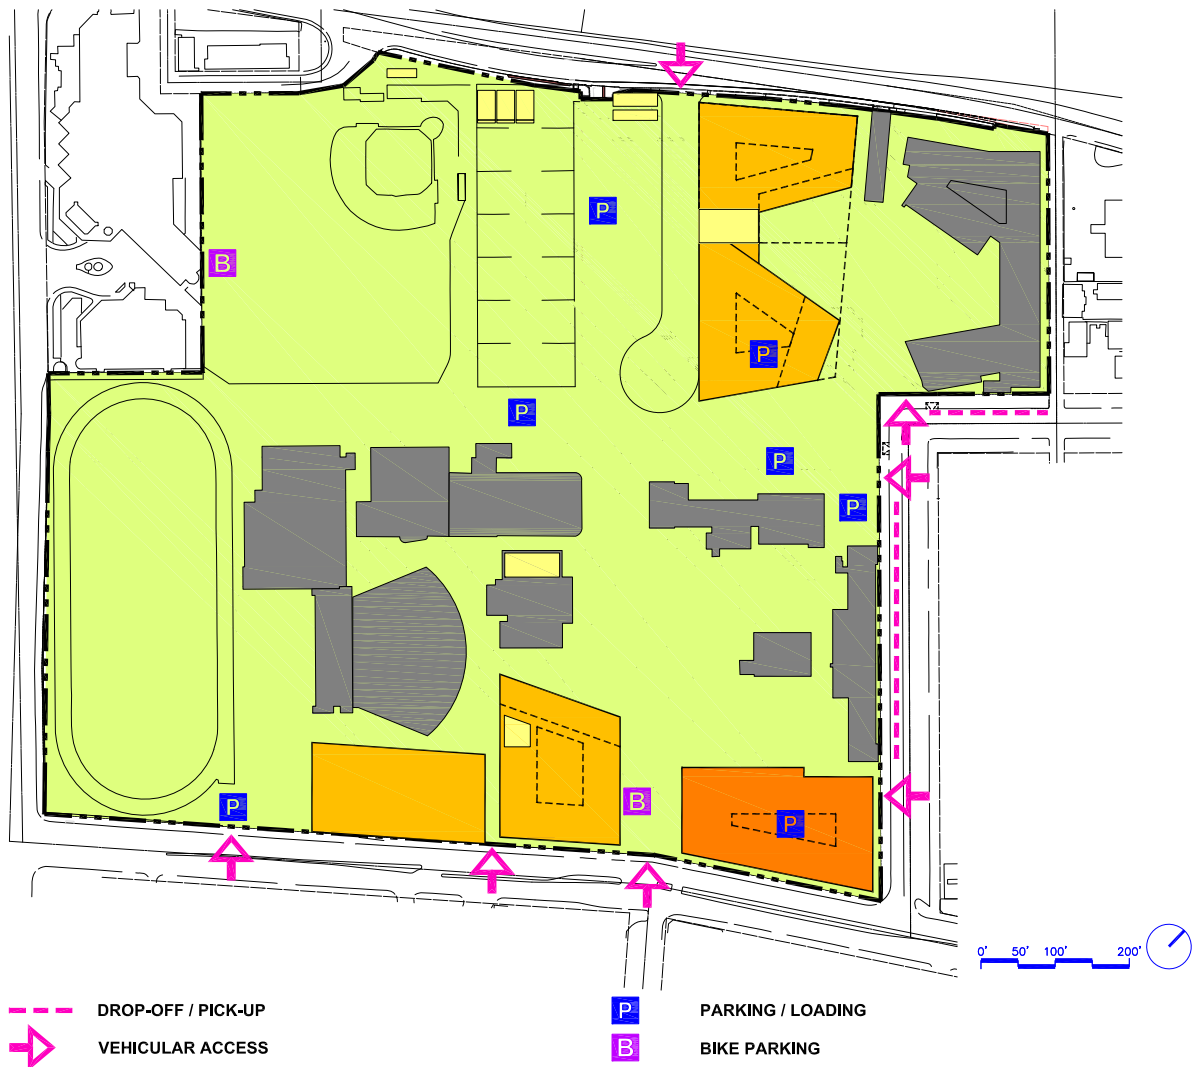 P
B
P
P
P
P
P
B
P
0' 50' 100' 200'
DROP-OFF / PICK-UP
P PARKING / LOADING
VEHICULAR ACCESS
B BIKE PARKING